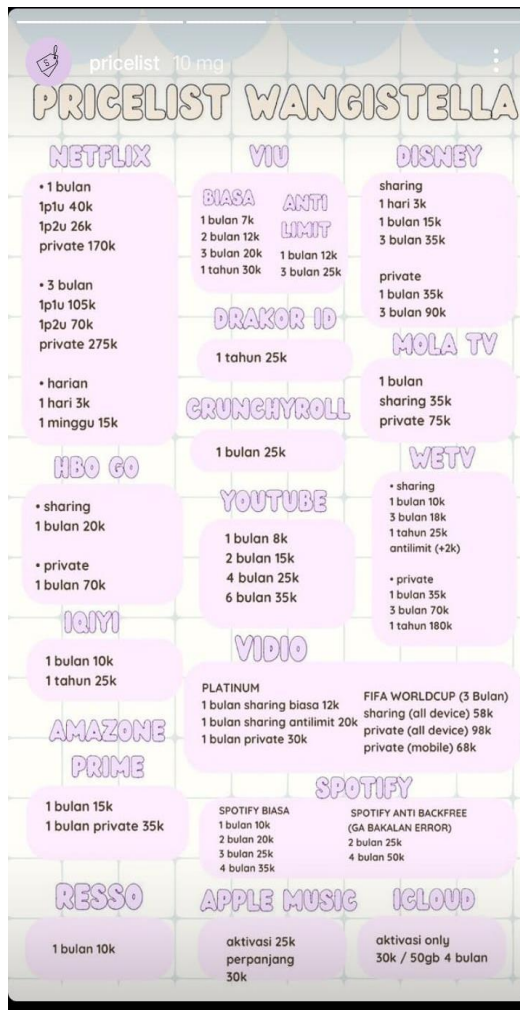 pricelist 10 mg
PRICELIST WANGISTELLA
NETFLIX
• 1 bulan
1p1u 40k
1p2u 26k
private 170k
• 3 bulan
1p1u 105k
1p2u 70k
private 275k
• harian
1 hari 3k
1 minggu 15k
HBO GO
• sharing
1 bulan 20k
• private
1 bulan 70k
IQIYI
1 bulan 10k
1 tahun 25k
AMAZONE
PRIME
1 bulan 15k
1 bulan private 35k
RESSO
1 bulan 10k
VIU
BIASA
1 bulan 7k
2 bulan 12k
3 bulan 20k
1 tahun 30k
ANTI
LIMIT
1 bulan 12k
3 bulan 25k
DRAKOR ID
1 tahun 25k
CRUNCHYROLL
1 bulan 25k
YOUTUBE
1 bulan 8k
2 bulan 15k
4 bulan 25k
6 bulan 35k
DISNEY
sharing
1 hari 3k
1 bulan 15k
3 bulan 35k
private
1 bulan 35k
3 bulan 90k
MOLA TV
1 bulan
sharing 35k
private 75k
WETV
• sharing
1 bulan 10k
3 bulan 18k
1 tahun 25k
antilimit (+2k)
• private
1 bulan 35k
3 bulan 70k
1 tahun 180k
VIDIO
PLATINUM
1 bulan sharing biasa 12k
1 bulan sharing antilimit 20k
1 bulan private 30k
FIFA WORLDCUP (3 Bulan)
sharing (all device) 58k
private (all device) 98k
private (mobile) 68k
SPOTIFY
SPOTIFY BIASA
1 bulan 10k
2 bulan 20k
3 bulan 25k
4 bulan 35k
SPOTIFY ANTI BACKFREE
(GA BAKALAN ERROR)
2 bulan 25k
4 bulan 50k
APPLE MUSIC
aktivasi 25k
perpanjang
30k
ICLOUD
aktivasi only
30k / 50gb 4 bulan